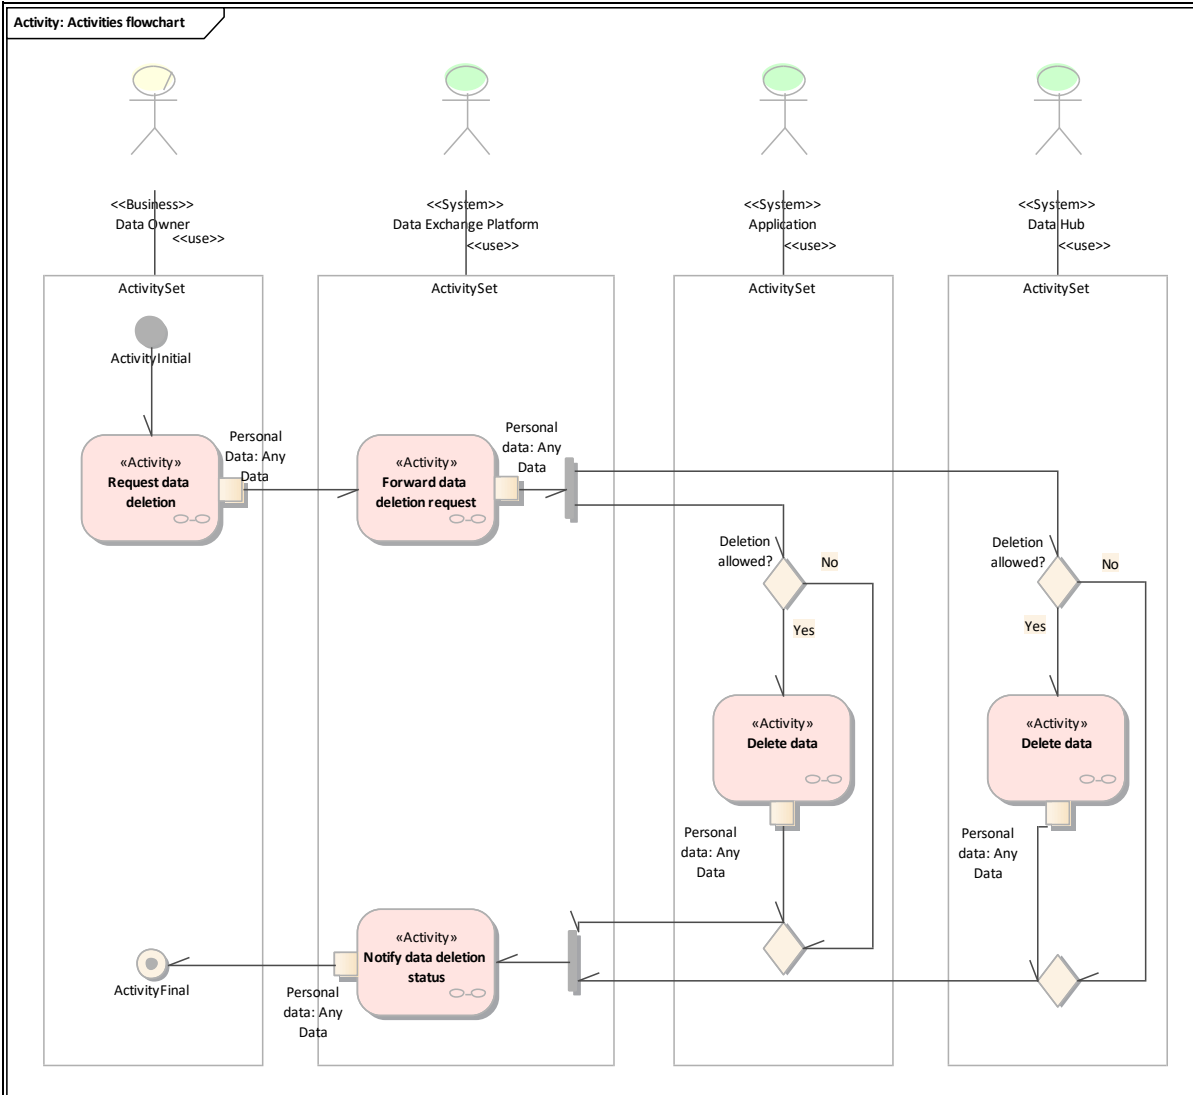 Activity: Activities flowchart
<<Business>>
Data Owner
<<use>>
<<System>>
Data Exchange Platform
<<use>>
<<System>>
Application
<<use>>
<<System>>
Data Hub
<<use>>
ActivitySet
ActivitySet
ActivitySet
ActivitySet
ActivityInitial
«Activity»
Request data
deletion
Personal
Data: Any
Data
«Activity»
Forward data
deletion request
Personal
data: Any
Data
Deletion
allowed?
No
Yes
Deletion
allowed?
No
Yes
«Activity»
Delete data
«Activity»
Delete data
Personal
data: Any
Data
Personal
data: Any
Data
«Activity»
Notify data deletion
status
ActivityFinal
Personal
data: Any
Data